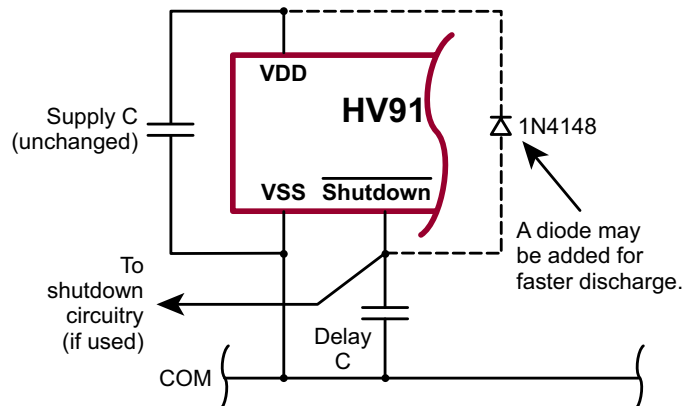 VDD
HV91
Supply C
(unchanged)
1N4148
VSS
Shutdown
A diode may
be added for
faster discharge.
To
shutdown
circuitry
(if used)
Delay
C
COM